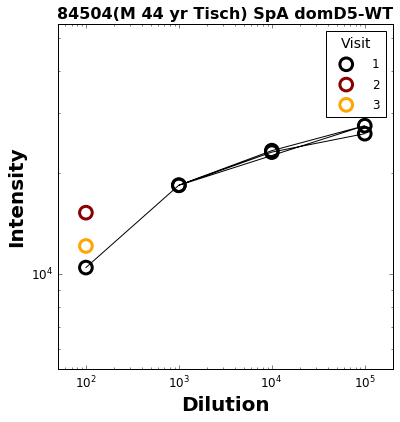 84504(M 44 yr Tisch) SpA domD5-WT
Visit
1
2
3
Intensity
10^4
10^2 10^3 10^4 10^5
Dilution